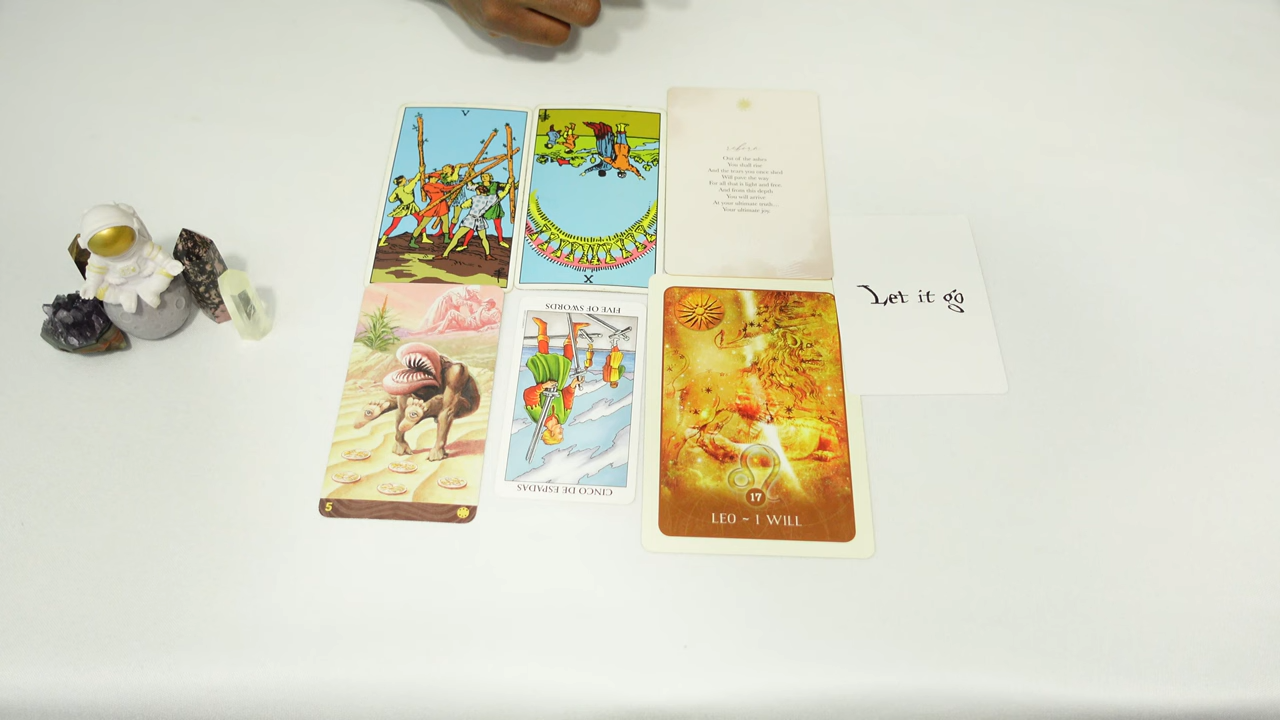 V
X
rebirth
Out of the ashes
You shall rise
And the tears you once shed
Will pave the way
For all that is light and free.
And from this depth
You will arrive
At your ultimate truth...
Your ultimate joy.
Let it go
5
FIVE OF SWORDS
CINCO DE ESPADAS
17
LEO ~ I WILL